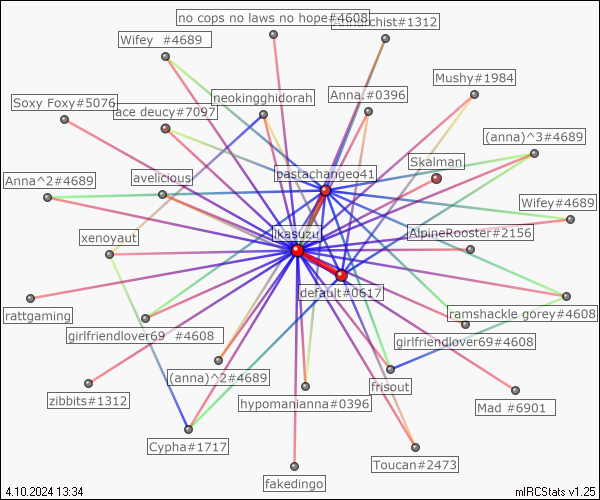 no cops no laws no hope#4608
Annarchist#1312
Wifey  #4689
Mushy#1984
neokingghidorah
Anna.#0396
Soxy Foxy#5076
ace deucy#7097
(anna)^3#4689
Skalman
pastachangeo41
Anna^2#4689
avelicious
Wifey#4689
ikasuzu
AlpineRooster#2156
xenoyaut
default#0617
rattgaming
ramshackle gorey#4608
girlfriendlover69  #4608
girlfriendlover69#4608
(anna)^2#4689
frisout
zibbits#1312
hypomanianna#0396
Mad #6901
Cypha#1717
Toucan#2473
fakedingo
4.10.2024 13:34
mIRCStats v1.25